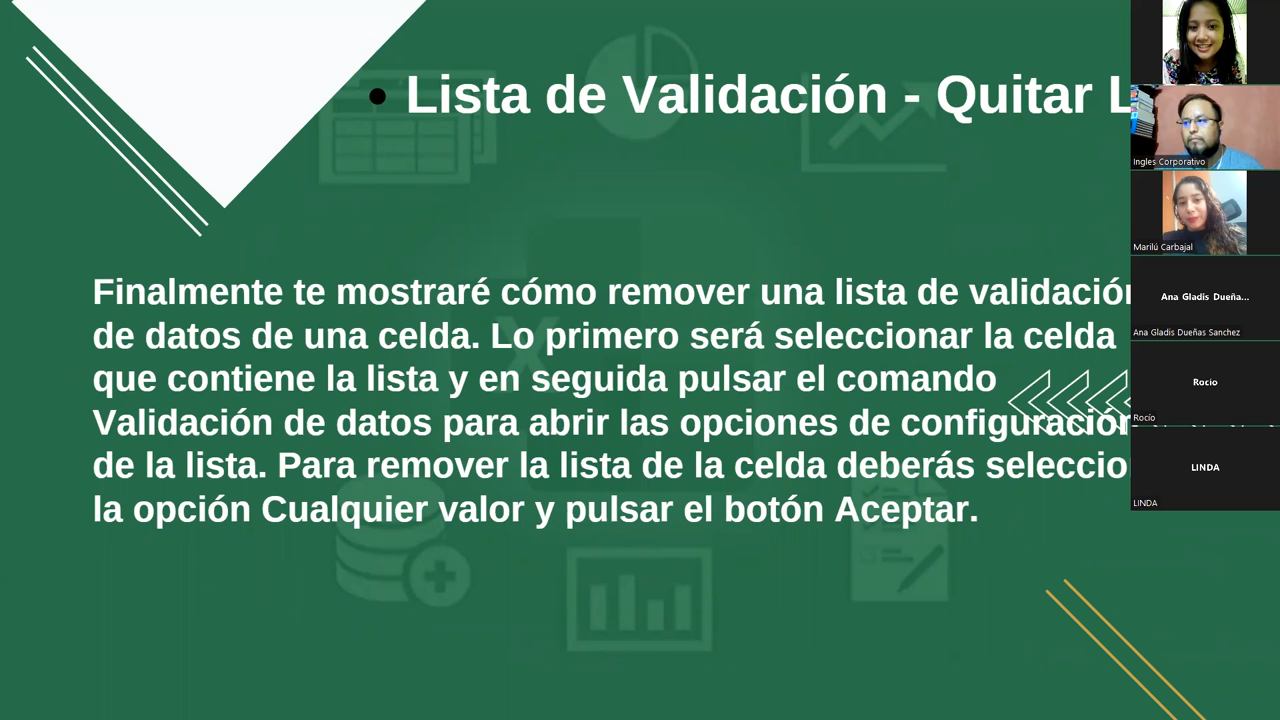 • Lista de Validación - Quitar L
Finalmente te mostraré cómo remover una lista de validación
de datos de una celda. Lo primero será seleccionar la celda
que contiene la lista y en seguida pulsar el comando
Validación de datos para abrir las opciones de configuración
de la lista. Para remover la lista de la celda deberás seleccio
la opción Cualquier valor y pulsar el botón Aceptar.
Ingles Corporativo
Marilú Carbajal
Ana Gladis Dueña...
Ana Gladis Dueñas Sanchez
Rocío
Rocío
LINDA
LINDA